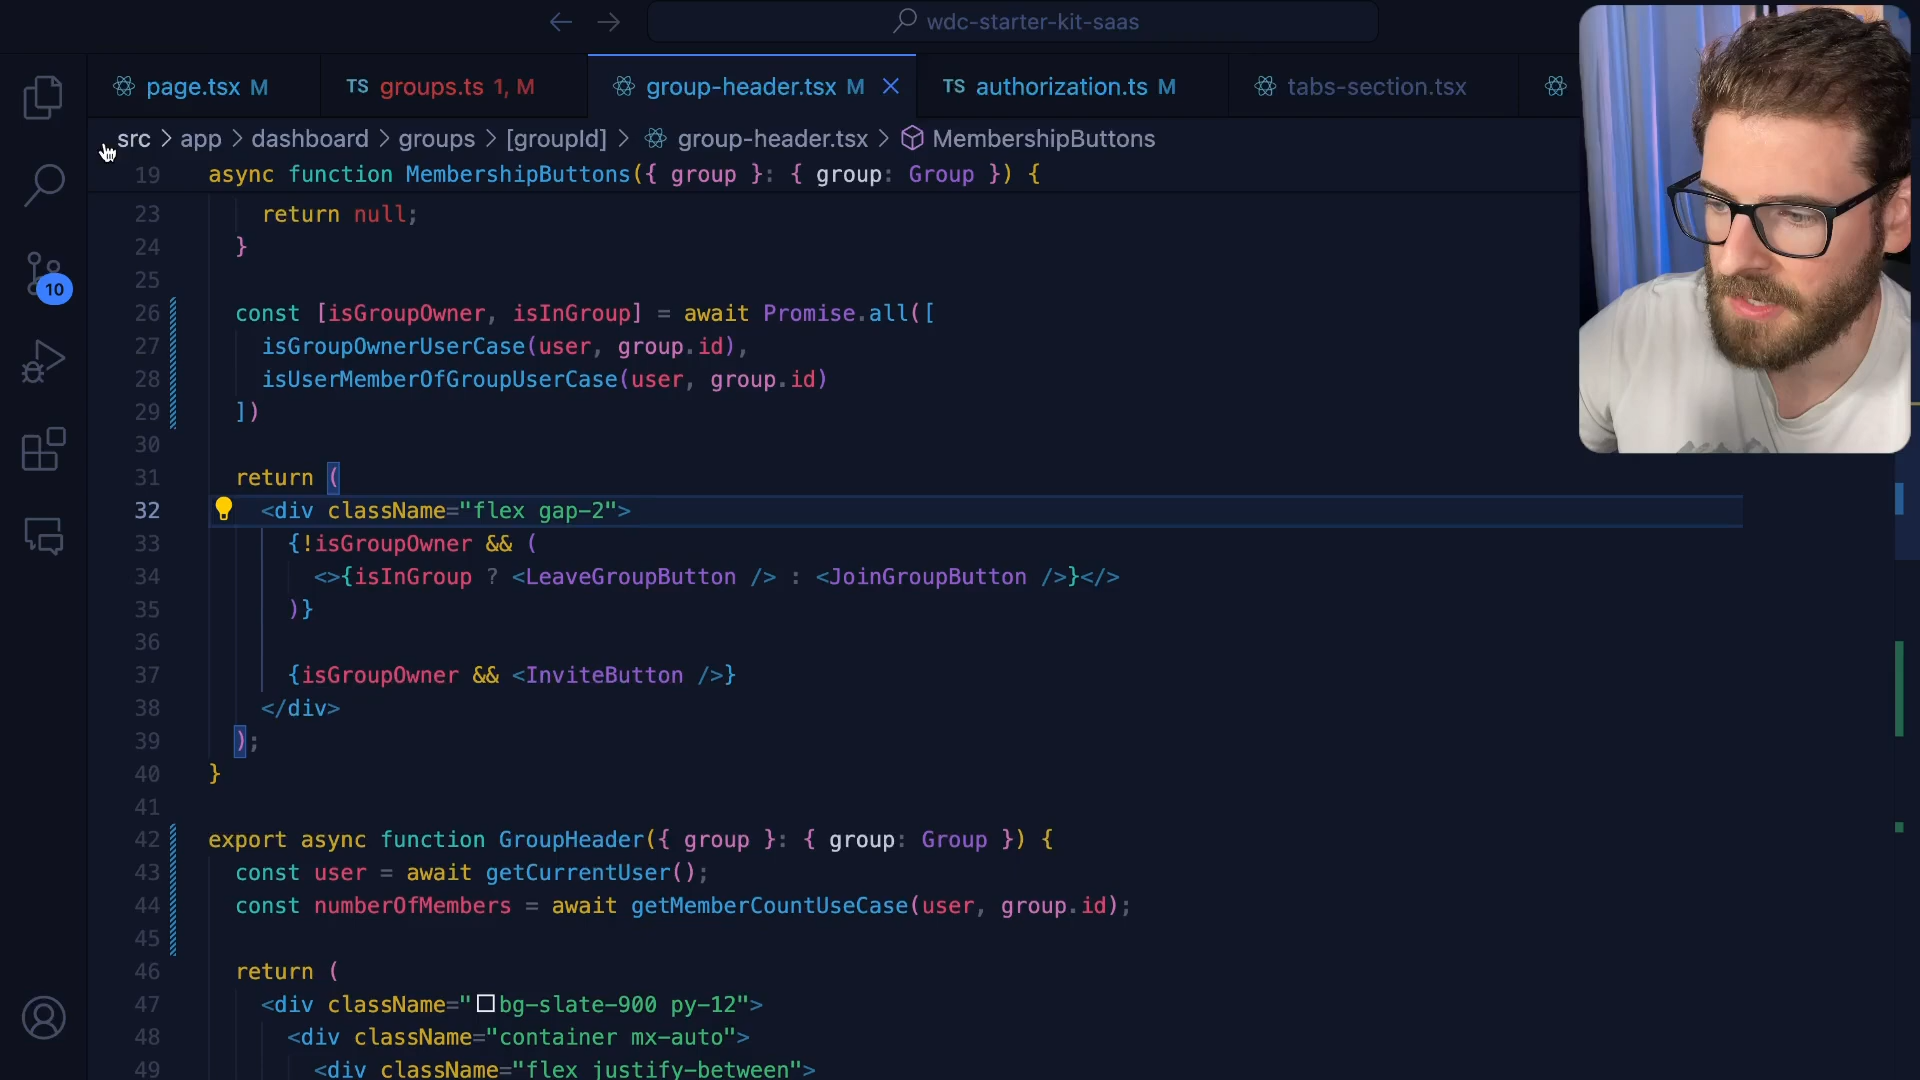 wdc-starter-kit-saas
page.tsx M
TS groups.ts 1, M
group-header.tsx M
TS authorization.ts M
tabs-section.tsx
src > app > dashboard > groups > [groupId] > group-header.tsx > MembershipButtons
19 async function MembershipButtons({ group }: { group: Group }) {
23 return null;
24 }
25
26 const [isGroupOwner, isInGroup] = await Promise.all([
27 isGroupOwnerUserCase(user, group.id),
28 isUserMemberOfGroupUserCase(user, group.id)
29 ])
30
31 return (
32 <div className="flex gap-2">
33 {!isGroupOwner && (
34 <>{isInGroup ? <LeaveGroupButton /> : <JoinGroupButton />}</>
35 )}
36
37 {isGroupOwner && <InviteButton />}
38 </div>
39 );
40 }
41
42 export async function GroupHeader({ group }: { group: Group }) {
43 const user = await getCurrentUser();
44 const numberOfMembers = await getMemberCountUseCase(user, group.id);
45
46 return (
47 <div className="bg-slate-900 py-12">
48 <div className="container mx-auto">
49 <div className="flex justify-between">
10